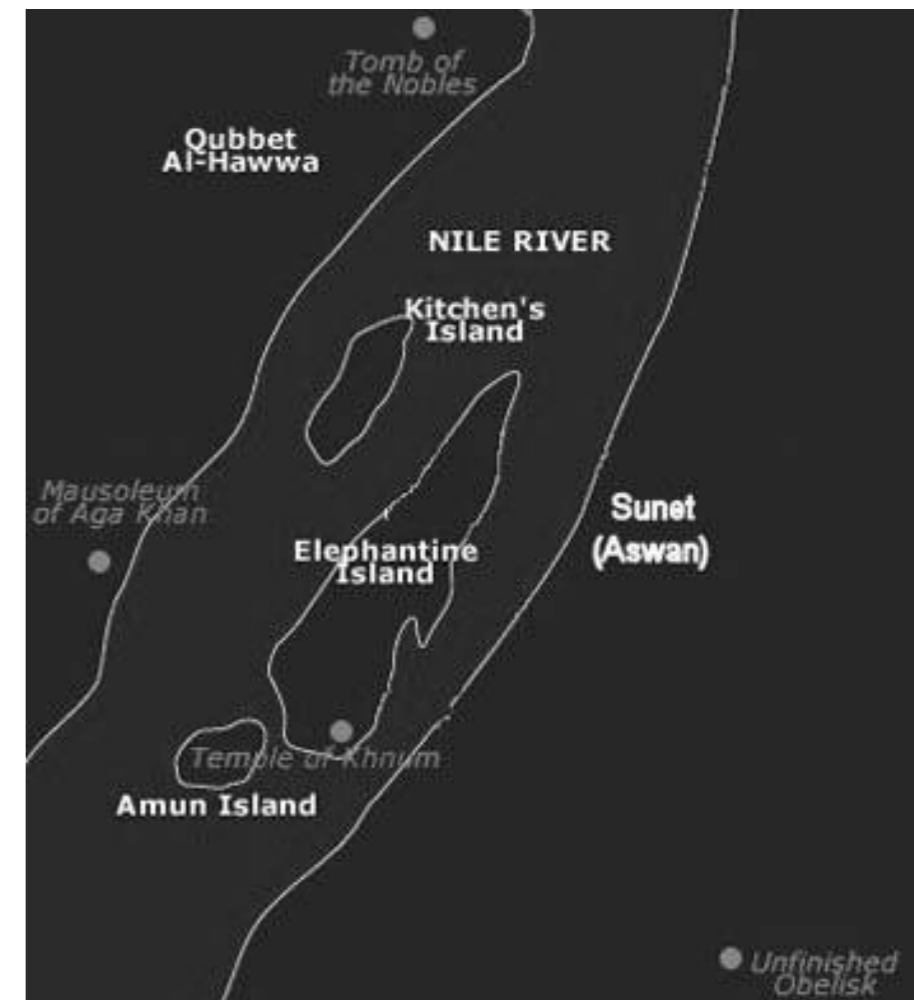 Tomb of
the Nobles
Qubbet
Al-Hawwa
NILE RIVER
Kitchen's
Island
Mausoleum
of Aga Khan
Sunet
(Aswan)
Elephantine
Island
Temple of Khnum
Amun Island
Unfinished
Obelisk